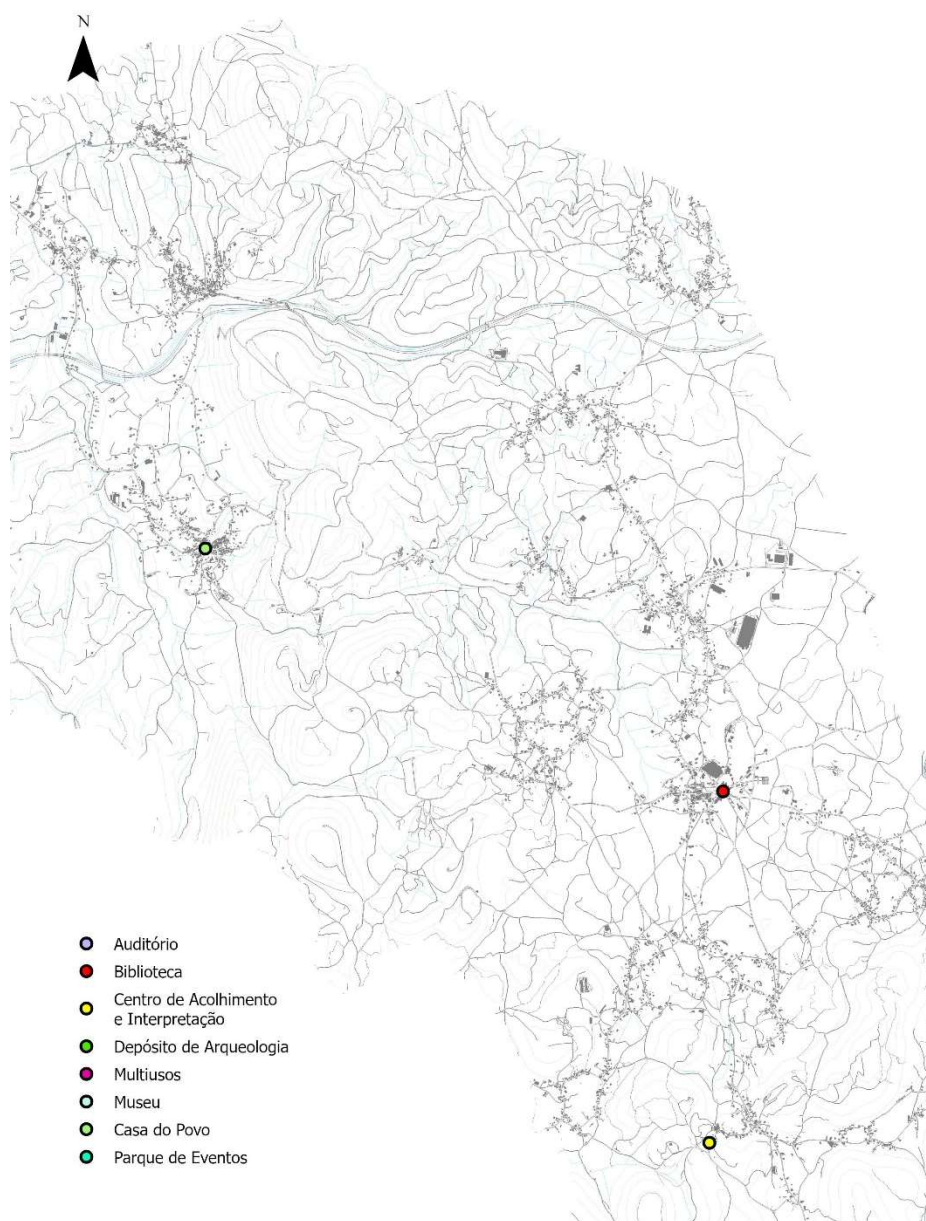 N
Auditório
Biblioteca
Centro de Acolhimento
e Interpretação
Depósito de Arqueologia
Multiusos
Museu
Casa do Povo
Parque de Eventos